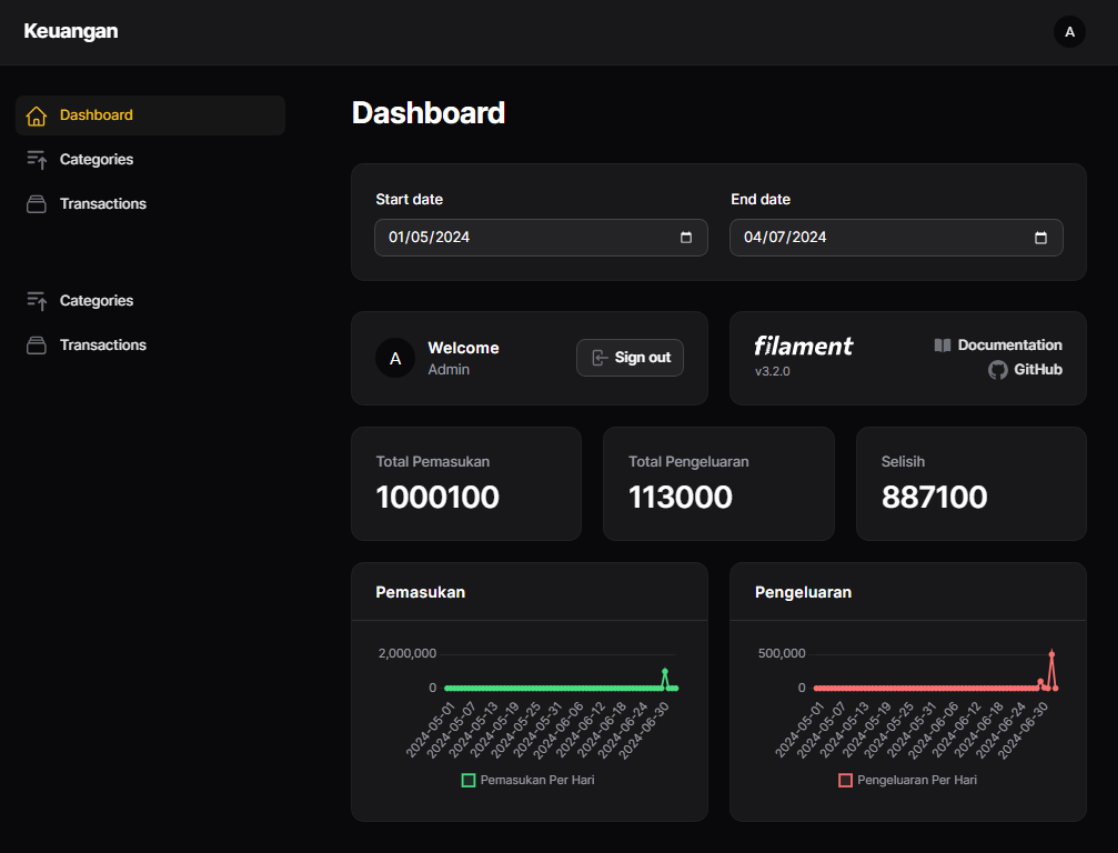 Keuangan
A
Dashboard
Categories
Transactions
Categories
Transactions
Dashboard
Start date
End date
01/05/2024
04/07/2024
A
Welcome
Admin
Sign out
filament
v3.2.0
Documentation
GitHub
Total Pemasukan
1000100
Total Pengeluaran
113000
Selisih
887100
Pemasukan
2,000,000
0
2024-05-01
2024-05-07
2024-05-13
2024-05-19
2024-05-25
2024-05-31
2024-06-06
2024-06-12
2024-06-18
2024-06-24
2024-06-30
Pemasukan Per Hari
Pengeluaran
500,000
0
2024-05-01
2024-05-07
2024-05-13
2024-05-19
2024-05-25
2024-05-31
2024-06-06
2024-06-12
2024-06-18
2024-06-24
2024-06-30
Pengeluaran Per Hari